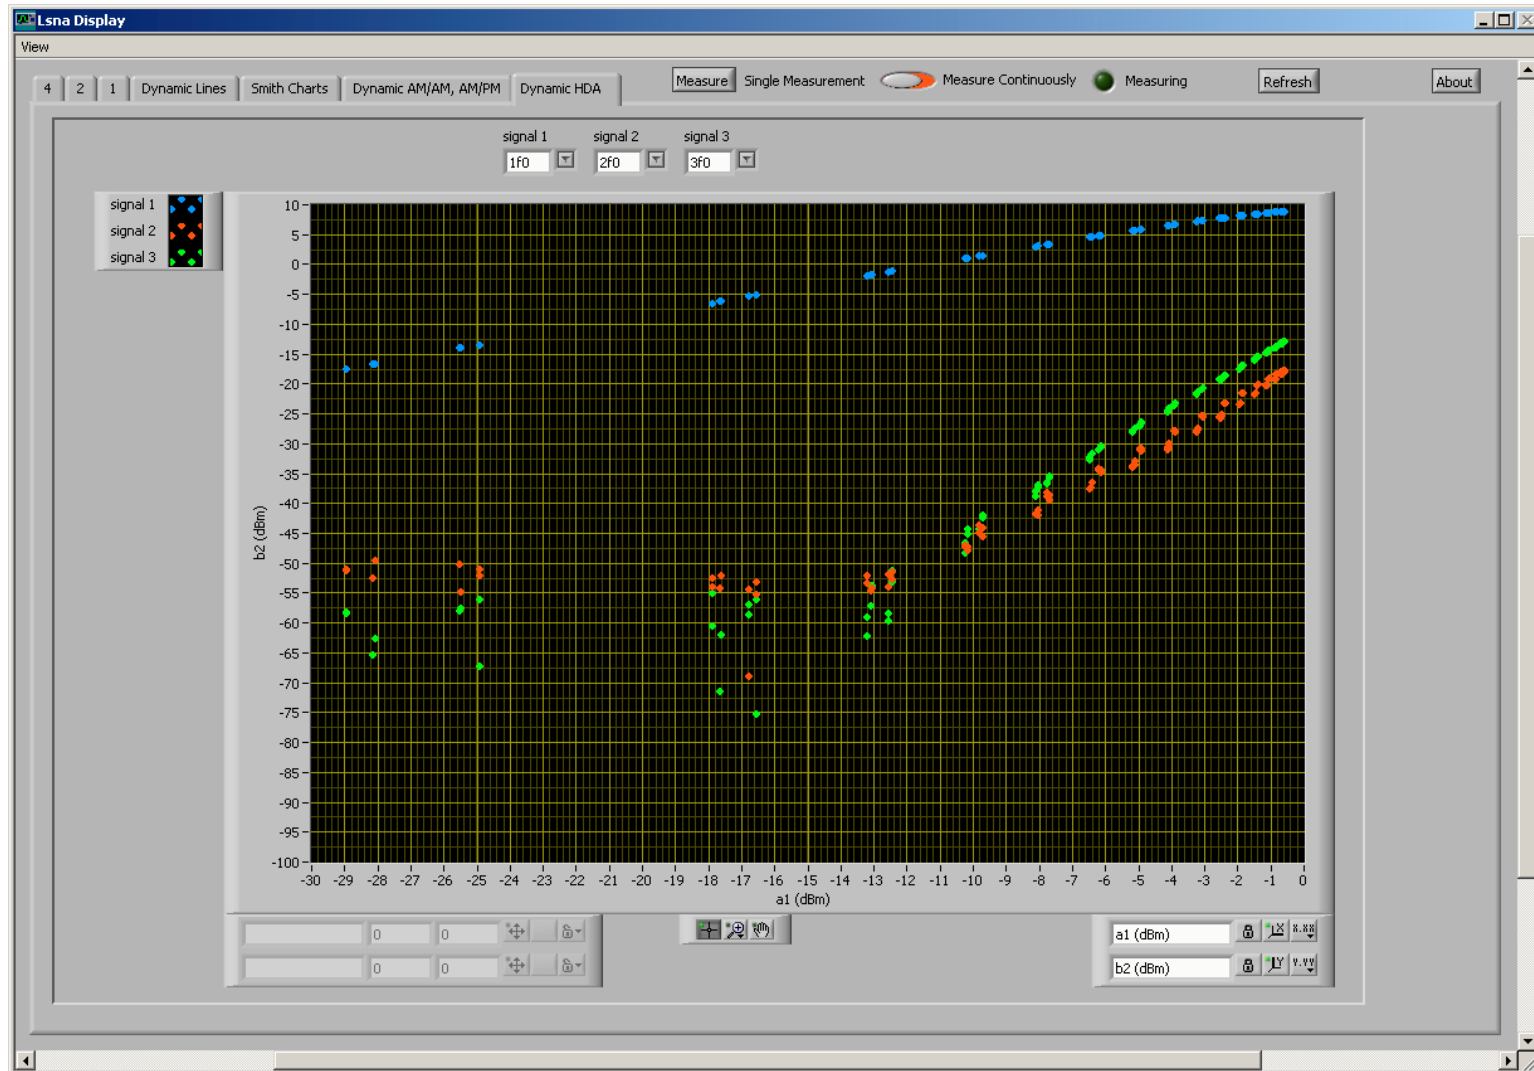 Lsna Display
View
4 2 1 Dynamic Lines Smith Charts Dynamic AM/AM, AM/PM Dynamic HDA Measure Single Measurement Measure Continuously Measuring Refresh About
signal 1 signal 2 signal 3
1f0 2f0 3f0
signal 1
signal 2
signal 3
10
5
0
-5
-10
-15
-20
-25
-30
-35
-40
-45
-50
-55
-60
-65
-70
-75
-80
-85
-90
-95
-100
b2 (dBm)
-30 -29 -28 -27 -26 -25 -24 -23 -22 -21 -20 -19 -18 -17 -16 -15 -14 -13 -12 -11 -10 -9 -8 -7 -6 -5 -4 -3 -2 -1 0
a1 (dBm)
0 0 a1 (dBm) X X.XX
0 0 b2 (dBm) Y Y.YY